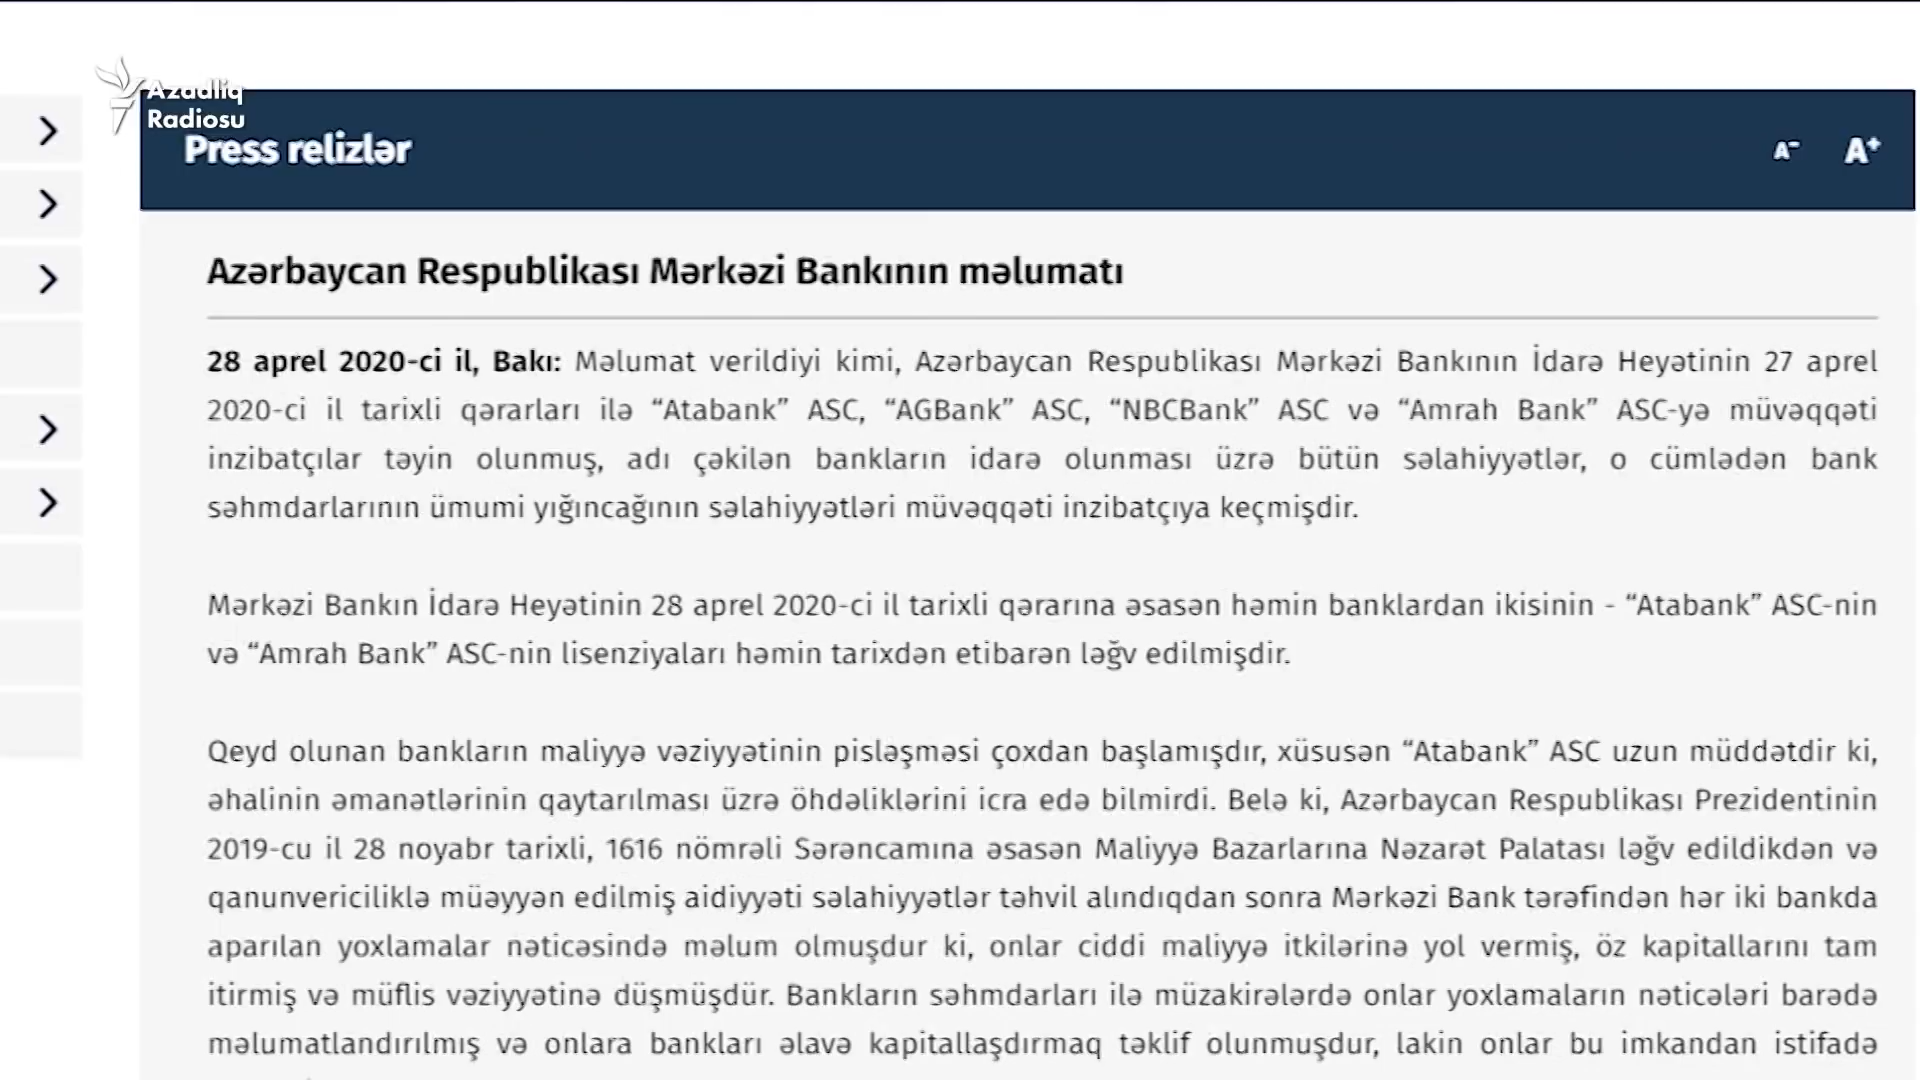 Azadlıq
Radiosu
Press relizlər
A-
A+
Azərbaycan Respublikası Mərkəzi Bankının məlumatı
28 aprel 2020-ci il, Bakı: Məlumat verildiyi kimi, Azərbaycan Respublikası Mərkəzi Bankının İdarə Heyətinin 27 aprel
2020-ci il tarixli qərarları ilə “Atabank” ASC, “AGBank” ASC, “NBCBank” ASC və “Amrah Bank” ASC-yə müvəqqəti
inzibatçılar təyin olunmuş, adı çəkilən bankların idarə olunması üzrə bütün səlahiyyətlər, o cümlədən bank
səhmdarlarının ümumi yığıncağının səlahiyyətləri müvəqqəti inzibatçıya keçmişdir.
Mərkəzi Bankın İdarə Heyətinin 28 aprel 2020-ci il tarixli qərarına əsasən həmin banklardan ikisinin - “Atabank” ASC-nin
və “Amrah Bank” ASC-nin lisenziyaları həmin tarixdən etibarən ləğv edilmişdir.
Qeyd olunan bankların maliyyə vəziyyətinin pisləşməsi çoxdan başlamışdır, xüsusən “Atabank” ASC uzun müddətdir ki,
əhalinin əmanətlərinin qaytarılması üzrə öhdəliklərini icra edə bilmirdi. Belə ki, Azərbaycan Respublikası Prezidentinin
2019-cu il 28 noyabr tarixli, 1616 nömrəli Sərəncamına əsasən Maliyyə Bazarlarına Nəzarət Palatası ləğv edildikdən və
qanunvericiliklə müəyyən edilmiş aidiyyəti səlahiyyətlər təhvil alındıqdan sonra Mərkəzi Bank tərəfindən hər iki bankda
aparılan yoxlamalar nəticəsində məlum olmuşdur ki, onlar ciddi maliyyə itkilərinə yol vermiş, öz kapitallarını tam
itirmiş və müflis vəziyyətinə düşmüşdür. Bankların səhmdarları ilə müzakirələrdə onlar yoxlamaların nəticələri barədə
məlumatlandırılmış və onlara bankları əlavə kapitallaşdırmaq təklif olunmuşdur, lakin onlar bu imkandan istifadə